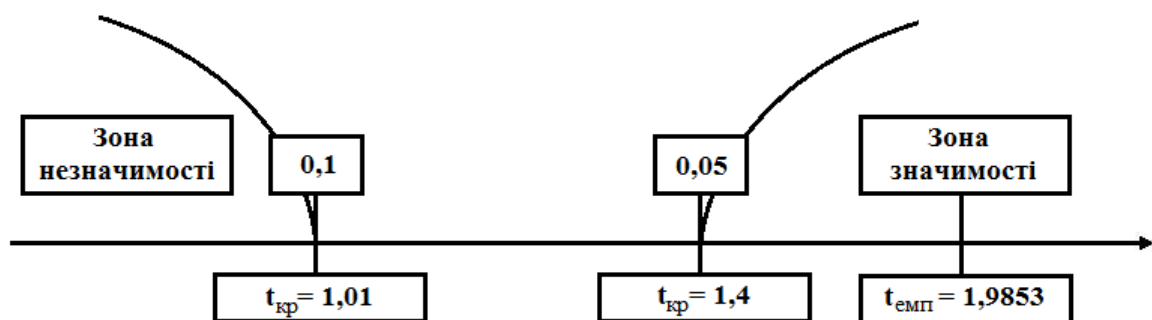 Зона
незначимості
0,1
0,05
Зона
значимості
tкр= 1,01
tкр= 1,4
tемп = 1,9853